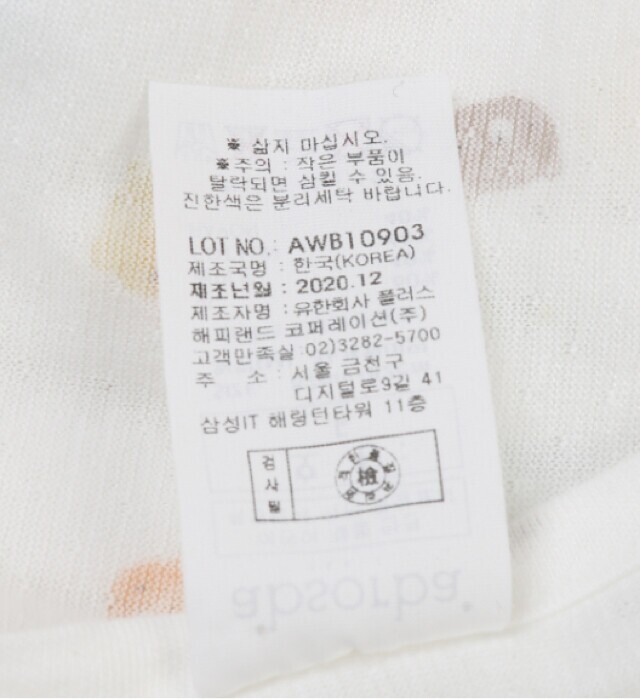 ※ 삶지 마십시오.
※주의 : 작은 부품이
탈락되면 삼킬 수 있음.
진한색은 분리세탁 바랍니다.
LOT NO,: AWB10903
제조국명 : 한국(KOREA)
제조년월 : 2020.12
제조자명 : 유한회사 플러스
해피랜드 코퍼레이션(주)
고객만족실 02)3282-5700
주 소 : 서울 금천구
디지털로9길 41
삼성IT 해링턴타워 11층
검사필
檢
absorba